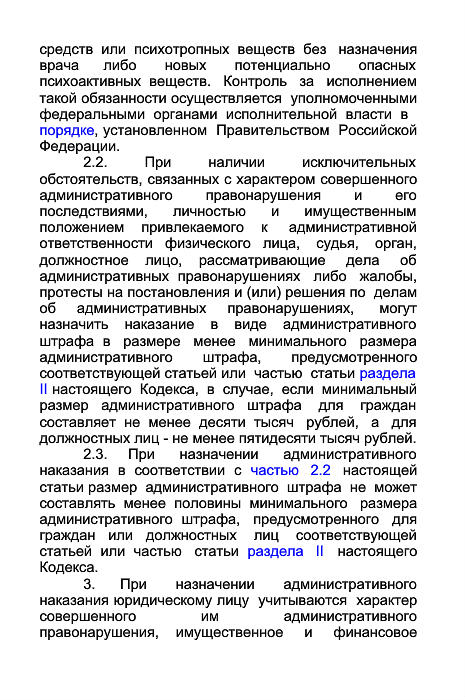 средств или психотропных веществ без назначения
врача либо новых потенциально опасных
психоактивных веществ. Контроль за исполнением
такой обязанности осуществляется уполномоченными
федеральными органами исполнительной власти в
порядке, установленном Правительством Российской
Федерации.
2.2. При наличии исключительных
обстоятельств, связанных с характером совершенного
административного правонарушения и его
последствиями, личностью и имущественным
положением привлекаемого к административной
ответственности физического лица, судья, орган,
должностное лицо, рассматривающие дела об
административных правонарушениях либо жалобы,
протесты на постановления и (или) решения по делам
об административных правонарушениях, могут
назначить наказание в виде административного
штрафа в размере менее минимального размера
административного штрафа, предусмотренного
соответствующей статьей или частью статьи раздела
II настоящего Кодекса, в случае, если минимальный
размер административного штрафа для граждан
составляет не менее десяти тысяч рублей, а для
должностных лиц - не менее пятидесяти тысяч рублей.
2.3. При назначении административного
наказания в соответствии с частью 2.2 настоящей
статьи размер административного штрафа не может
составлять менее половины минимального размера
административного штрафа, предусмотренного для
граждан или должностных лиц соответствующей
статьей или частью статьи раздела II настоящего
Кодекса.
3. При назначении административного
наказания юридическому лицу учитываются характер
совершенного им административного
правонарушения, имущественное и финансовое